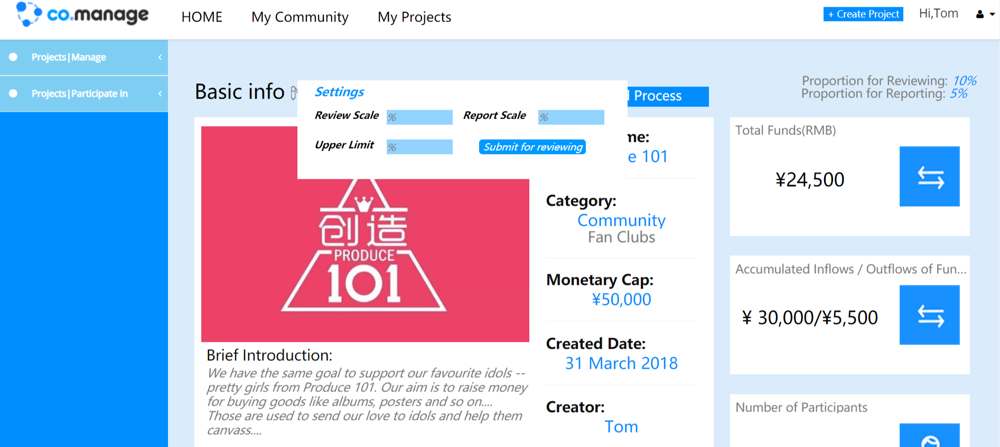 co.manage
HOME
My Community
My Projects
+ Create Project
Hi,Tom
Projects|Manage
Projects|Participate in
Basic info
Settings
Review Scale %
Report Scale %
Upper Limit %
Submit for reviewing
Process
Proportion for Reviewing: 10%
Proportion for Reporting: 5%
me:
e 101
创造
PRODUCE
101
Category:
Community
Fan Clubs
Monetary Cap:
¥50,000
Created Date:
31 March 2018
Creator:
Tom
Brief Introduction:
We have the same goal to support our favourite idols --
pretty girls from Produce 101. Our aim is to raise money
for buying goods like albums, posters and so on....
Those are used to send our love to idols and help them
canvass....
Total Funds(RMB)
¥24,500
Accumulated Inflows / Outflows of Fun...
¥ 30,000/¥5,500
Number of Participants